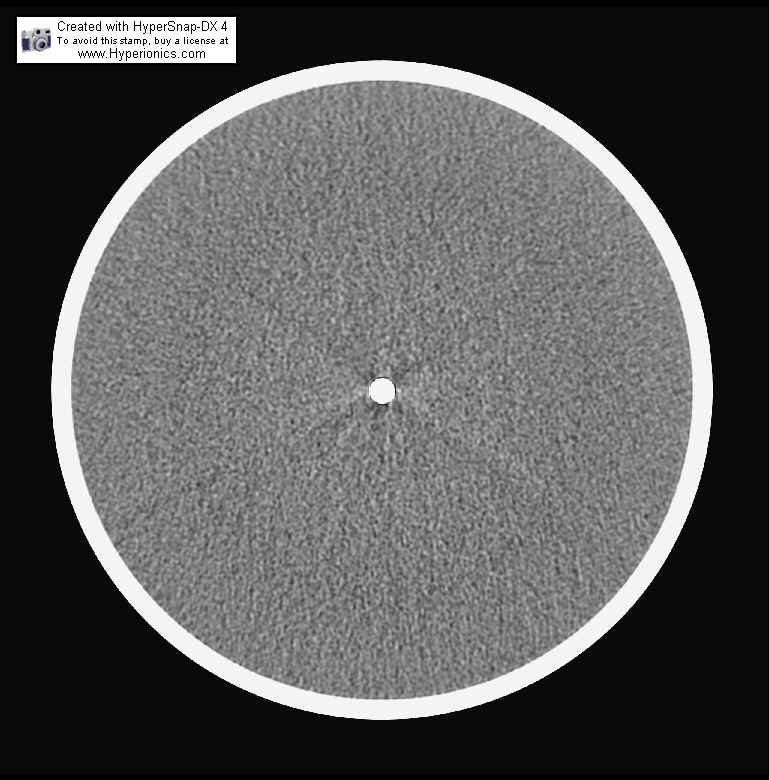 Created with HyperSnap-DX 4
To avoid this stamp, buy a license at
www.Hyperionics.com